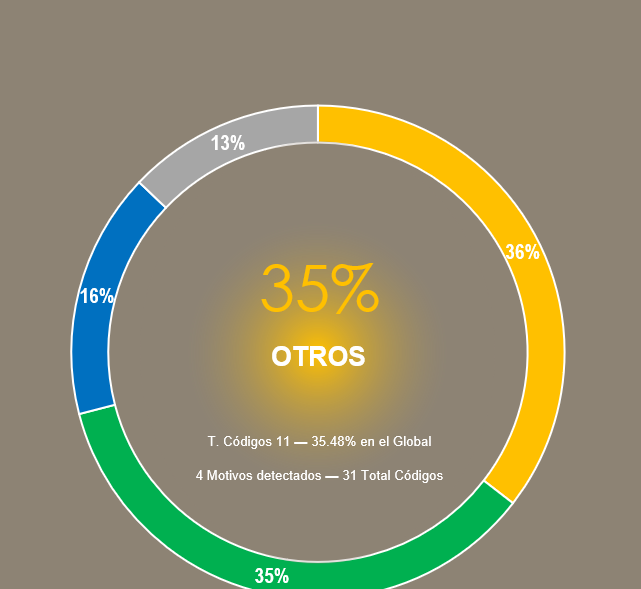 13%
36%
35%
16%
OTROS
T. Códigos 11 — 35.48% en el Global
4 Motivos detectados — 31 Total Códigos
35%